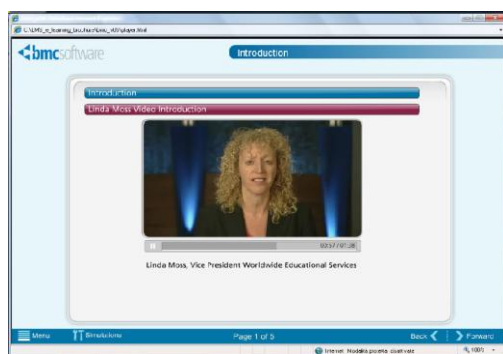 bmcsoftware
Introduction
Introduction
Linda Moss Video Introduction
Linda Moss, Vice President Worldwide Educational Services
Menu
Simulations
Page 1 of 5
Back
Forward
100%